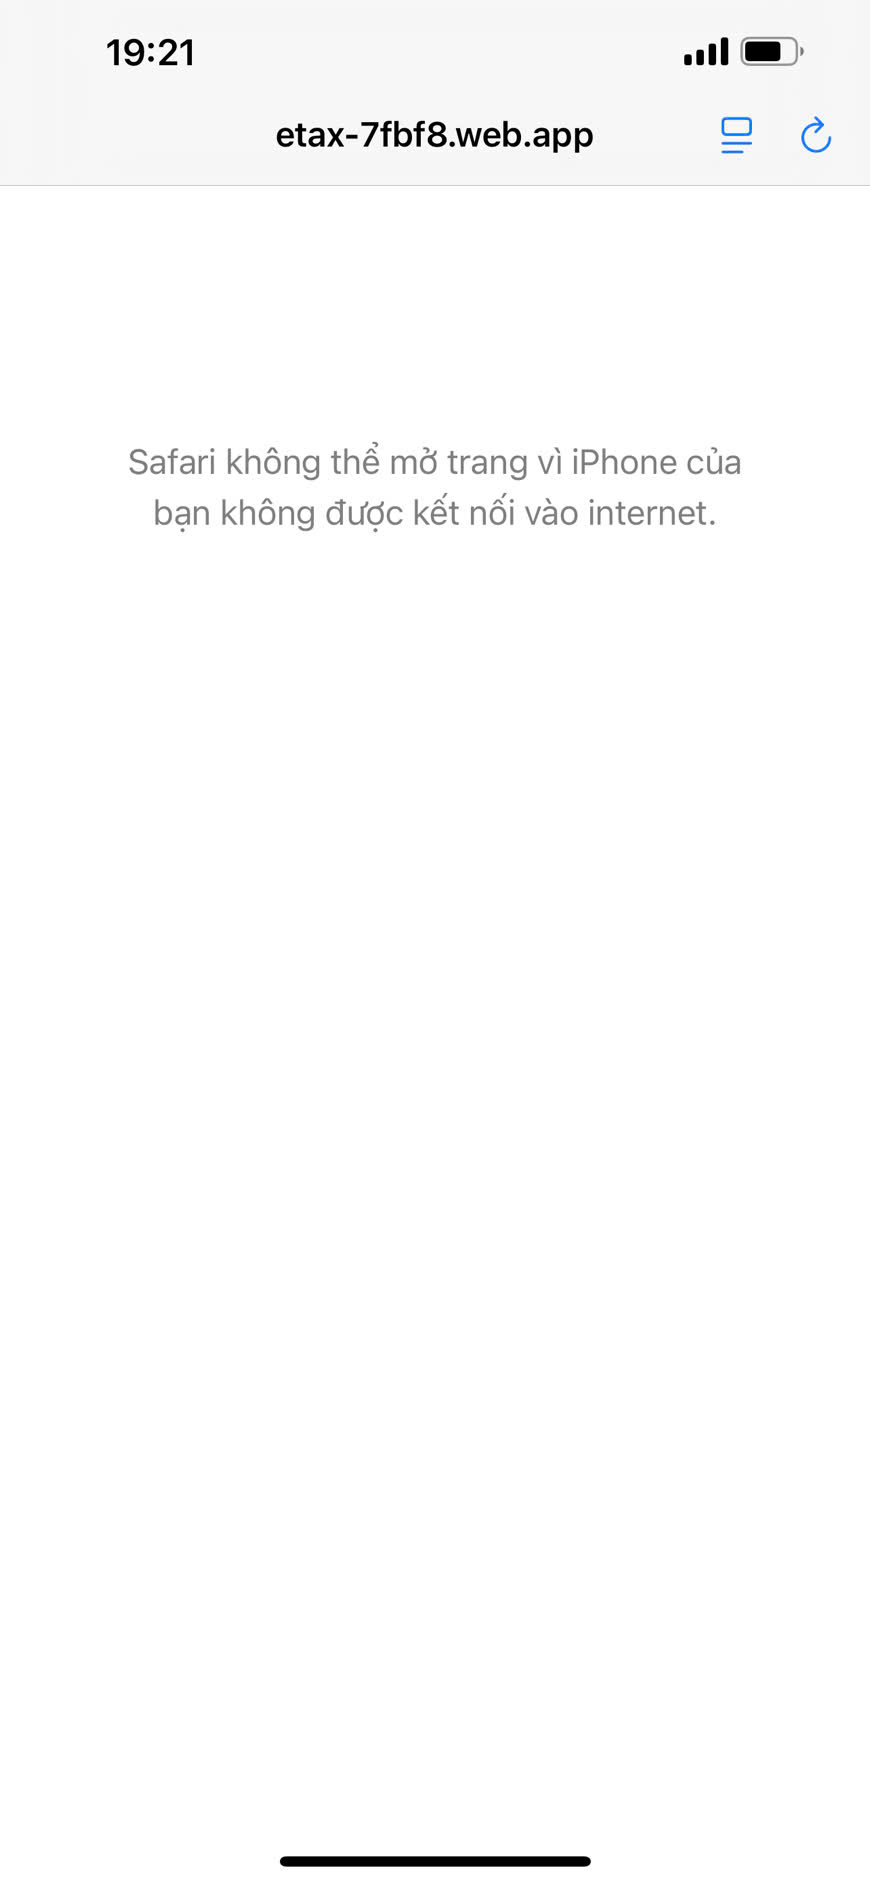 19:21
etax-7fbf8.web.app
Safari không thể mở trang vì iPhone của
bạn không được kết nối vào internet.